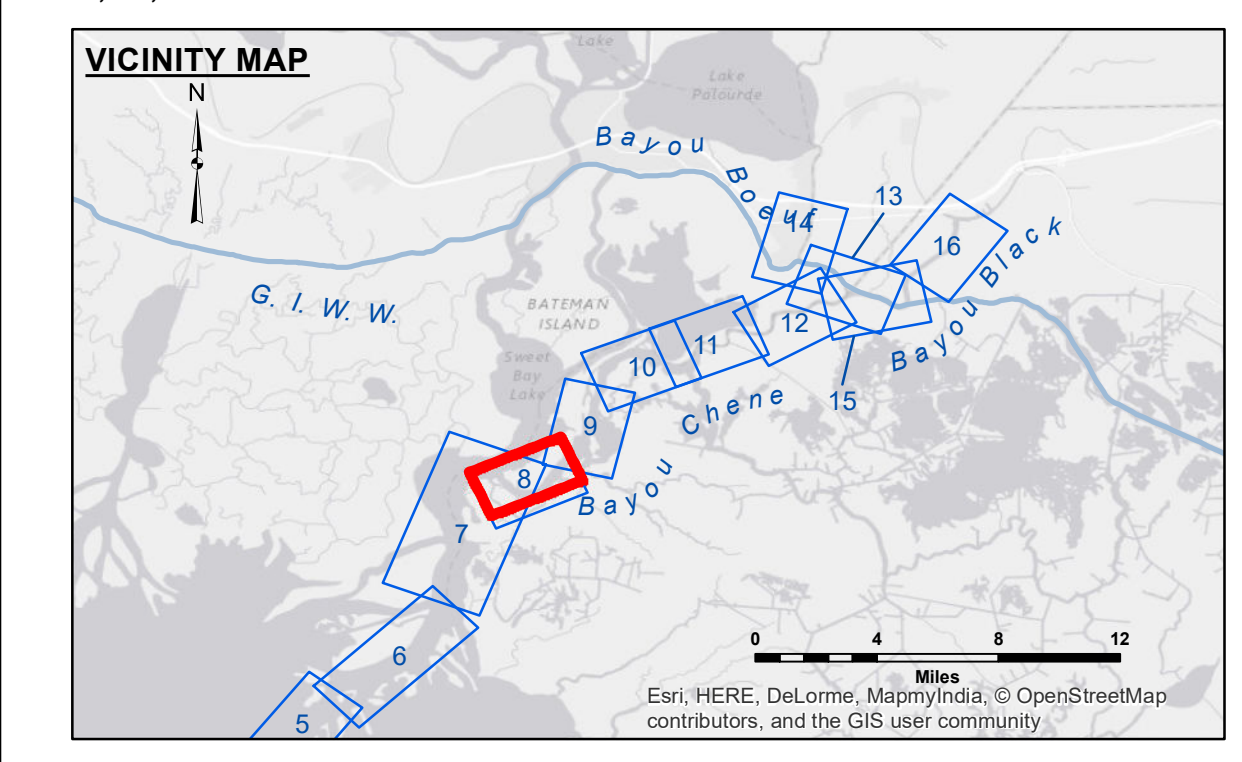 VICINITY MAP
N
Lake
Lake
Palourde
Bayou
Boeuf
13
14
16
Bayou Black
G. I. W. W.
BATEMAN
ISLAND
12
11
10
Sweet
Bay
Lake
15
Bayou Chene
9
8
7
6
5
0 4 8 12
Miles
Esri, HERE, DeLorme, MapmyIndia, © OpenStreetMap
contributors, and the GIS user community